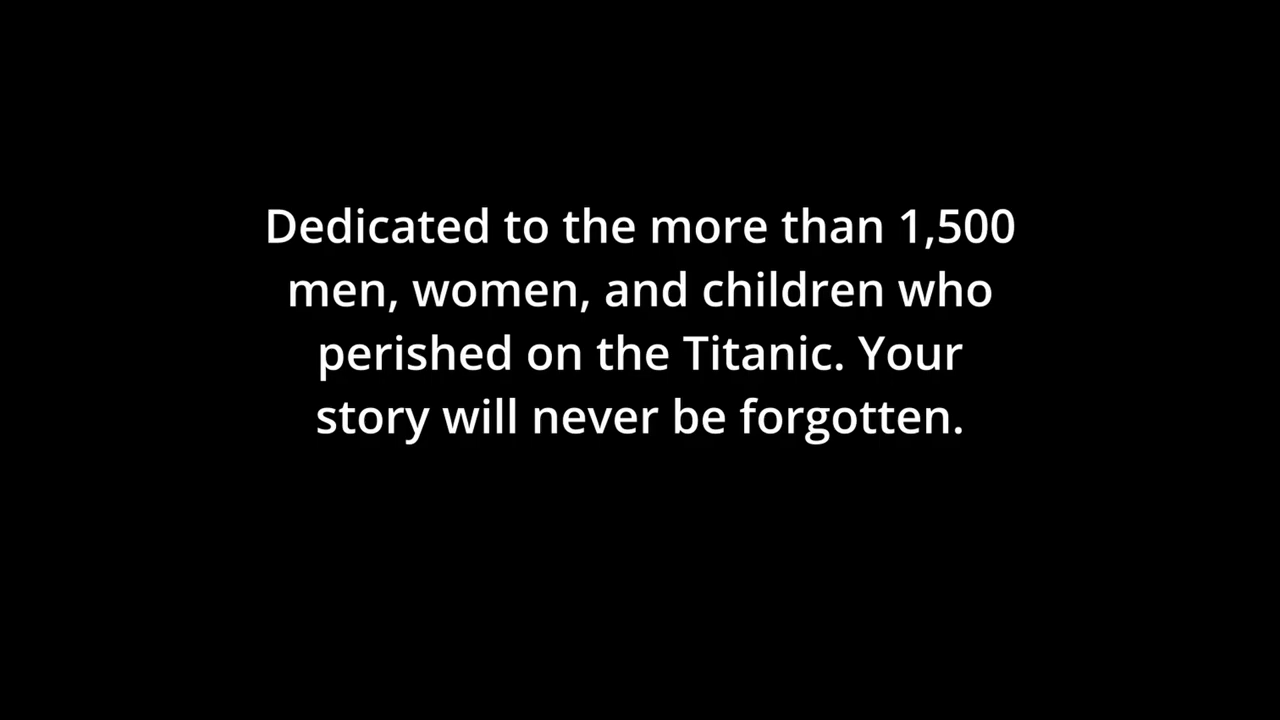 Dedicated to the more than 1,500
men, women, and children who
perished on the Titanic. Your
story will never be forgotten.